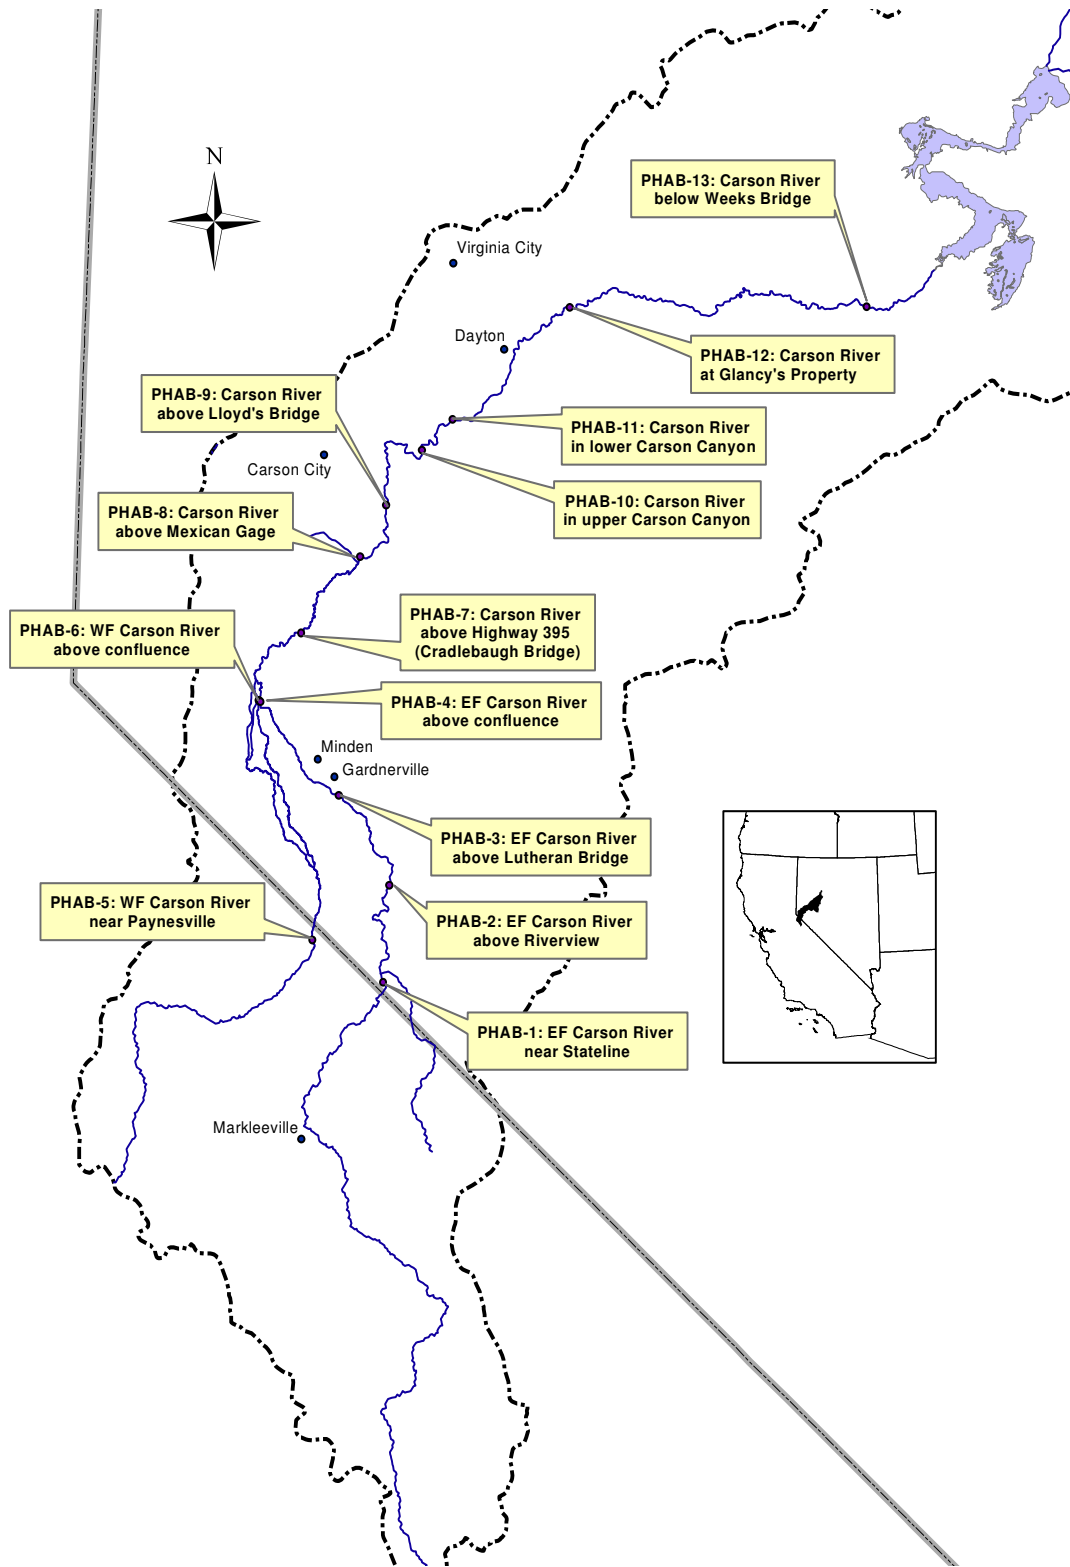 N
PHAB-13: Carson River
below Weeks Bridge
Virginia City
Dayton
PHAB-12: Carson River
at Glancy's Property
PHAB-9: Carson River
above Lloyd's Bridge
PHAB-11: Carson River
in lower Carson Canyon
Carson City
PHAB-10: Carson River
in upper Carson Canyon
PHAB-8: Carson River
above Mexican Gage
PHAB-7: Carson River
above Highway 395
(Cradlebaugh Bridge)
PHAB-6: WF Carson River
above confluence
PHAB-4: EF Carson River
above confluence
Minden
Gardnerville
PHAB-3: EF Carson River
above Lutheran Bridge
PHAB-5: WF Carson River
near Paynesville
PHAB-2: EF Carson River
above Riverview
PHAB-1: EF Carson River
near Stateline
Markleeville